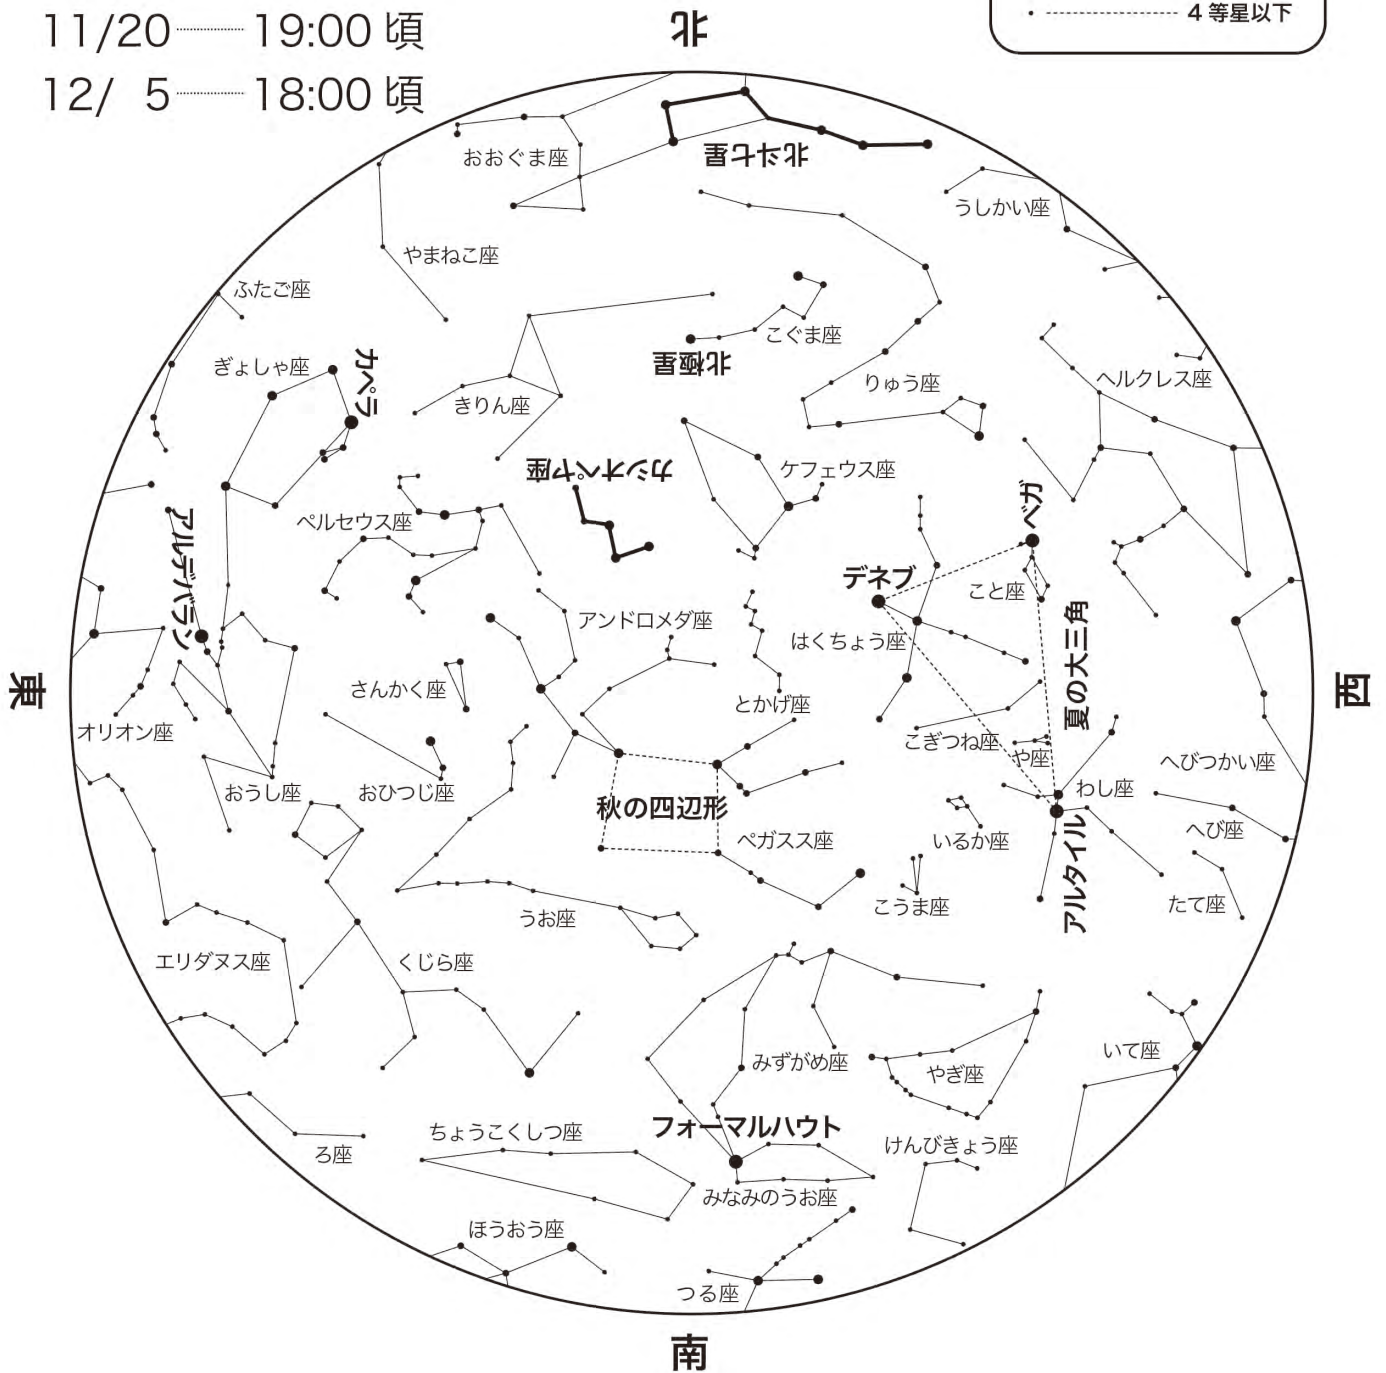 11/20 ┈┈ 19:00 頃
12/ 5 ┈┈ 18:00 頃
北
• ------------ 4 等星以下
おおぐま座
北斗七星
うしかい座
やまねこ座
ふたご座
こぐま座
北極星
ぎょしゃ座
カペラ
きりん座
りゅう座
ヘルクレス座
カシオペヤ座
ケフェウス座
ペルセウス座
ベガ
アルデバラン
デネブ
こと座
アンドロメダ座
はくちょう座
夏の大三角
東
西
さんかく座
とかげ座
オリオン座
こぎつね座
や座
へびつかい座
おうし座
おひつじ座
わし座
秋の四辺形
ペガスス座
いるか座
へび座
アルタイル
こうま座
たて座
うお座
エリダヌス座
くじら座
みずがめ座
やぎ座
いて座
フォーマルハウト
ちょうこくしつ座
けんびきょう座
ろ座
みなみのうお座
ほうおう座
つる座
南